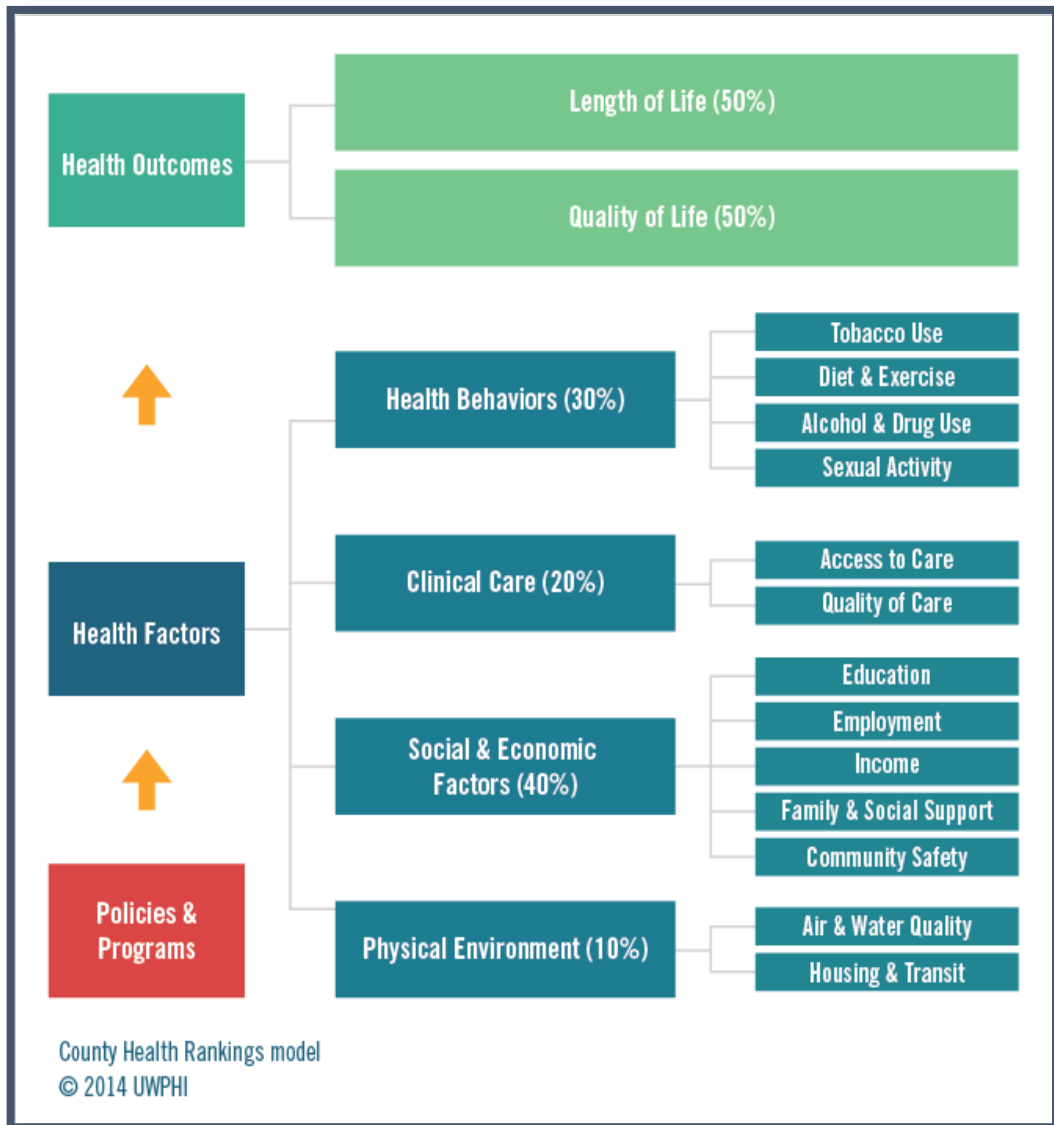 Health Outcomes
Length of Life (50%)
Quality of Life (50%)
Health Factors
Health Behaviors (30%)
Tobacco Use
Diet & Exercise
Alcohol & Drug Use
Sexual Activity
Clinical Care (20%)
Access to Care
Quality of Care
Social & Economic
Factors (40%)
Education
Employment
Income
Family & Social Support
Community Safety
Physical Environment (10%)
Air & Water Quality
Housing & Transit
Policies &
Programs
County Health Rankings model
© 2014 UWPHI